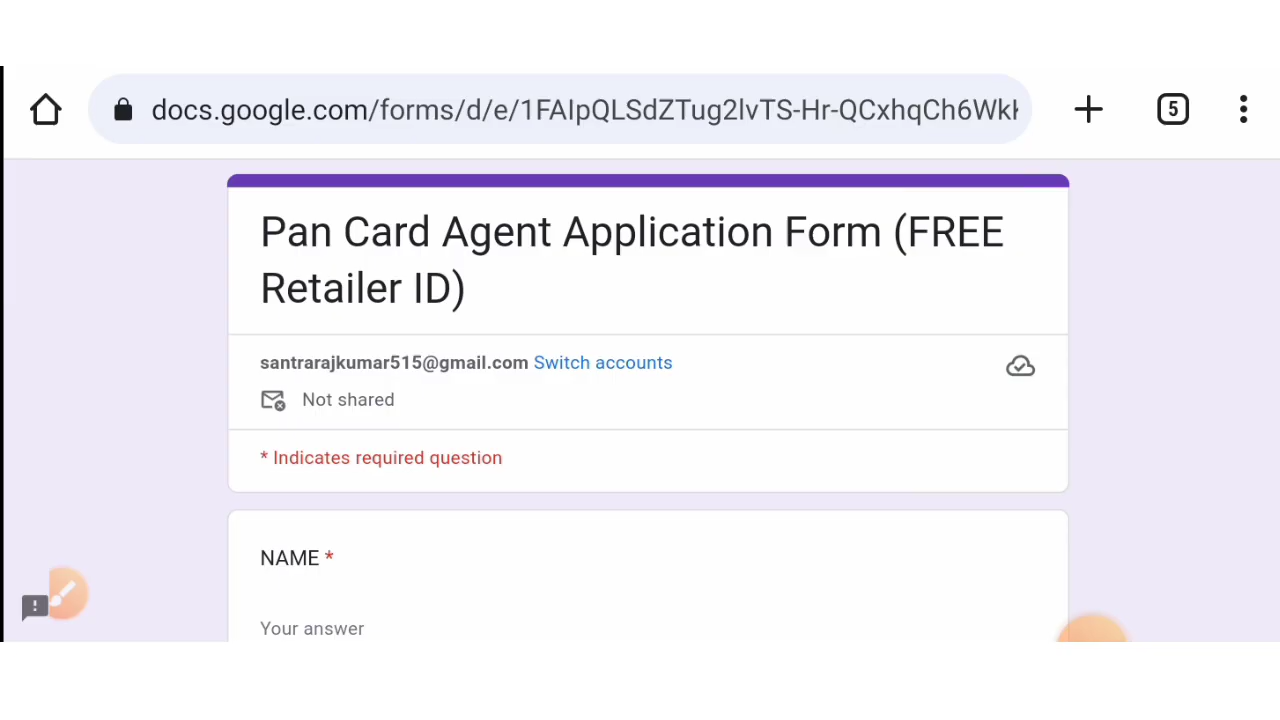 docs.google.com/forms/d/e/1FAIpQLSdZTug2lvTS-Hr-QCxhqCh6Wkk
5
Pan Card Agent Application Form (FREE
Retailer ID)
santrarajkumar515@gmail.com Switch accounts
Not shared
* Indicates required question
NAME *
Your answer